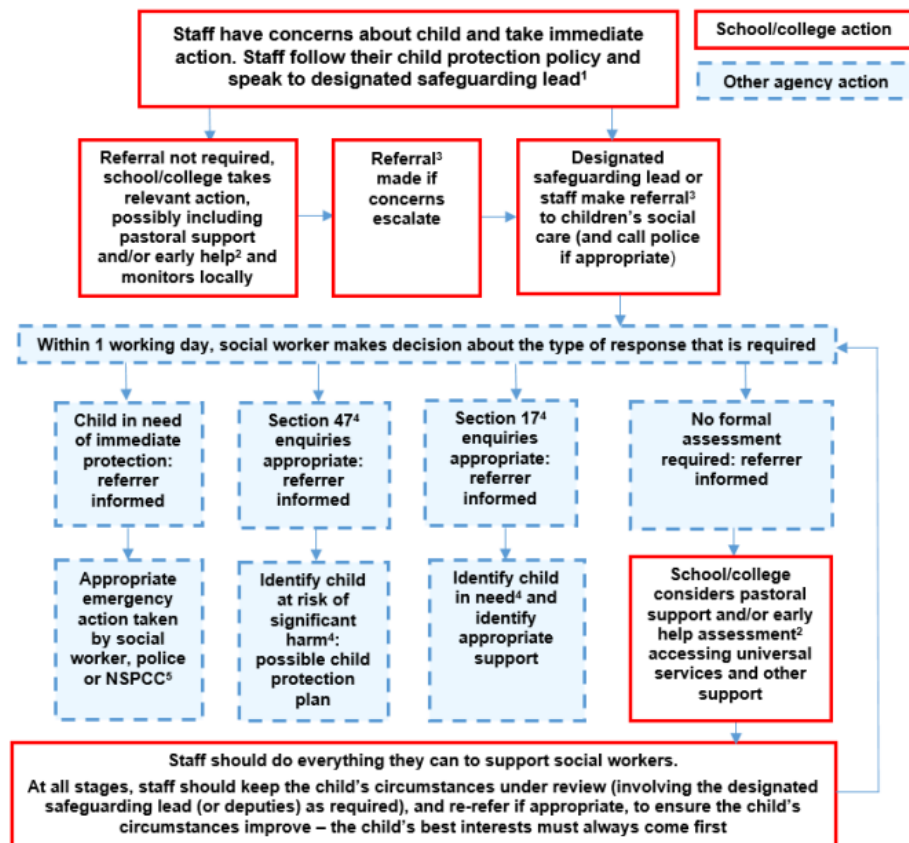 Staff have concerns about child and take immediate
action. Staff follow their child protection policy and
speak to designated safeguarding lead¹
School/college action
Other agency action
Referral not required,
school/college takes
relevant action,
possibly including
pastoral support
and/or early help² and
monitors locally
Referral³
made if
concerns
escalate
Designated
safeguarding lead or
staff make referral³
to children's social
care (and call police
if appropriate)
Within 1 working day, social worker makes decision about the type of response that is required
Child in need
of immediate
protection:
referrer
informed
Section 47⁴
enquiries
appropriate:
referrer
informed
Section 17⁴
enquiries
appropriate:
referrer
informed
No formal
assessment
required: referrer
informed
Appropriate
emergency
action taken
by social
worker, police
or NSPCC⁵
Identify child
at risk of
significant
harm⁴:
possible child
protection
plan
Identify child
in need⁴ and
identify
appropriate
support
School/college
considers pastoral
support and/or early
help assessment²
accessing universal
services and other
support
Staff should do everything they can to support social workers.
At all stages, staff should keep the child's circumstances under review (involving the designated
safeguarding lead (or deputies) as required), and re-refer if appropriate, to ensure the child's
circumstances improve – the child's best interests must always come first